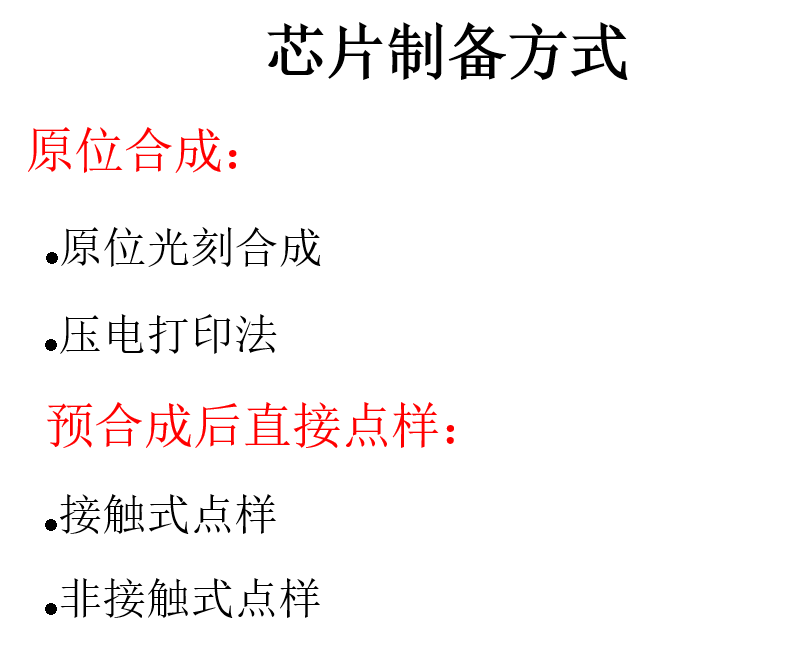 芯片制备方式
原位合成：
•原位光刻合成
•压电打印法
预合成后直接点样：
•接触式点样
•非接触式点样